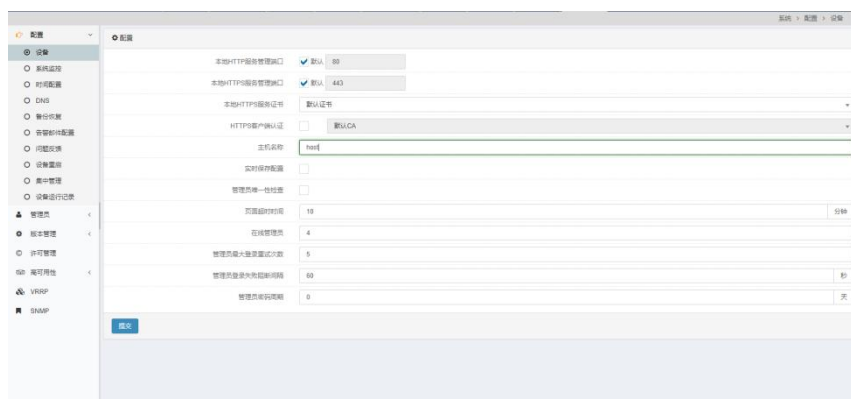 系统 > 配置 > 设备
配置
设备
系统监控
时间配置
DNS
备份恢复
告警邮件配置
问题反馈
设备重启
集中管理
设备运行记录
管理员
版本管理
许可管理
高可用性
VRRP
SNMP
配置
本地HTTP服务管理端口 默认 80
本地HTTPS服务管理端口 默认 443
本地HTTPS服务证书 默认证书
HTTPS客户端认证 默认CA
主机名称 host
实时保存配置
管理员唯一性检查
页面超时时间 10 分钟
在线管理员 4
管理员最大登录重试次数 5
管理员登录失败阻断间隔 60 秒
管理员密码周期 0 天
提交